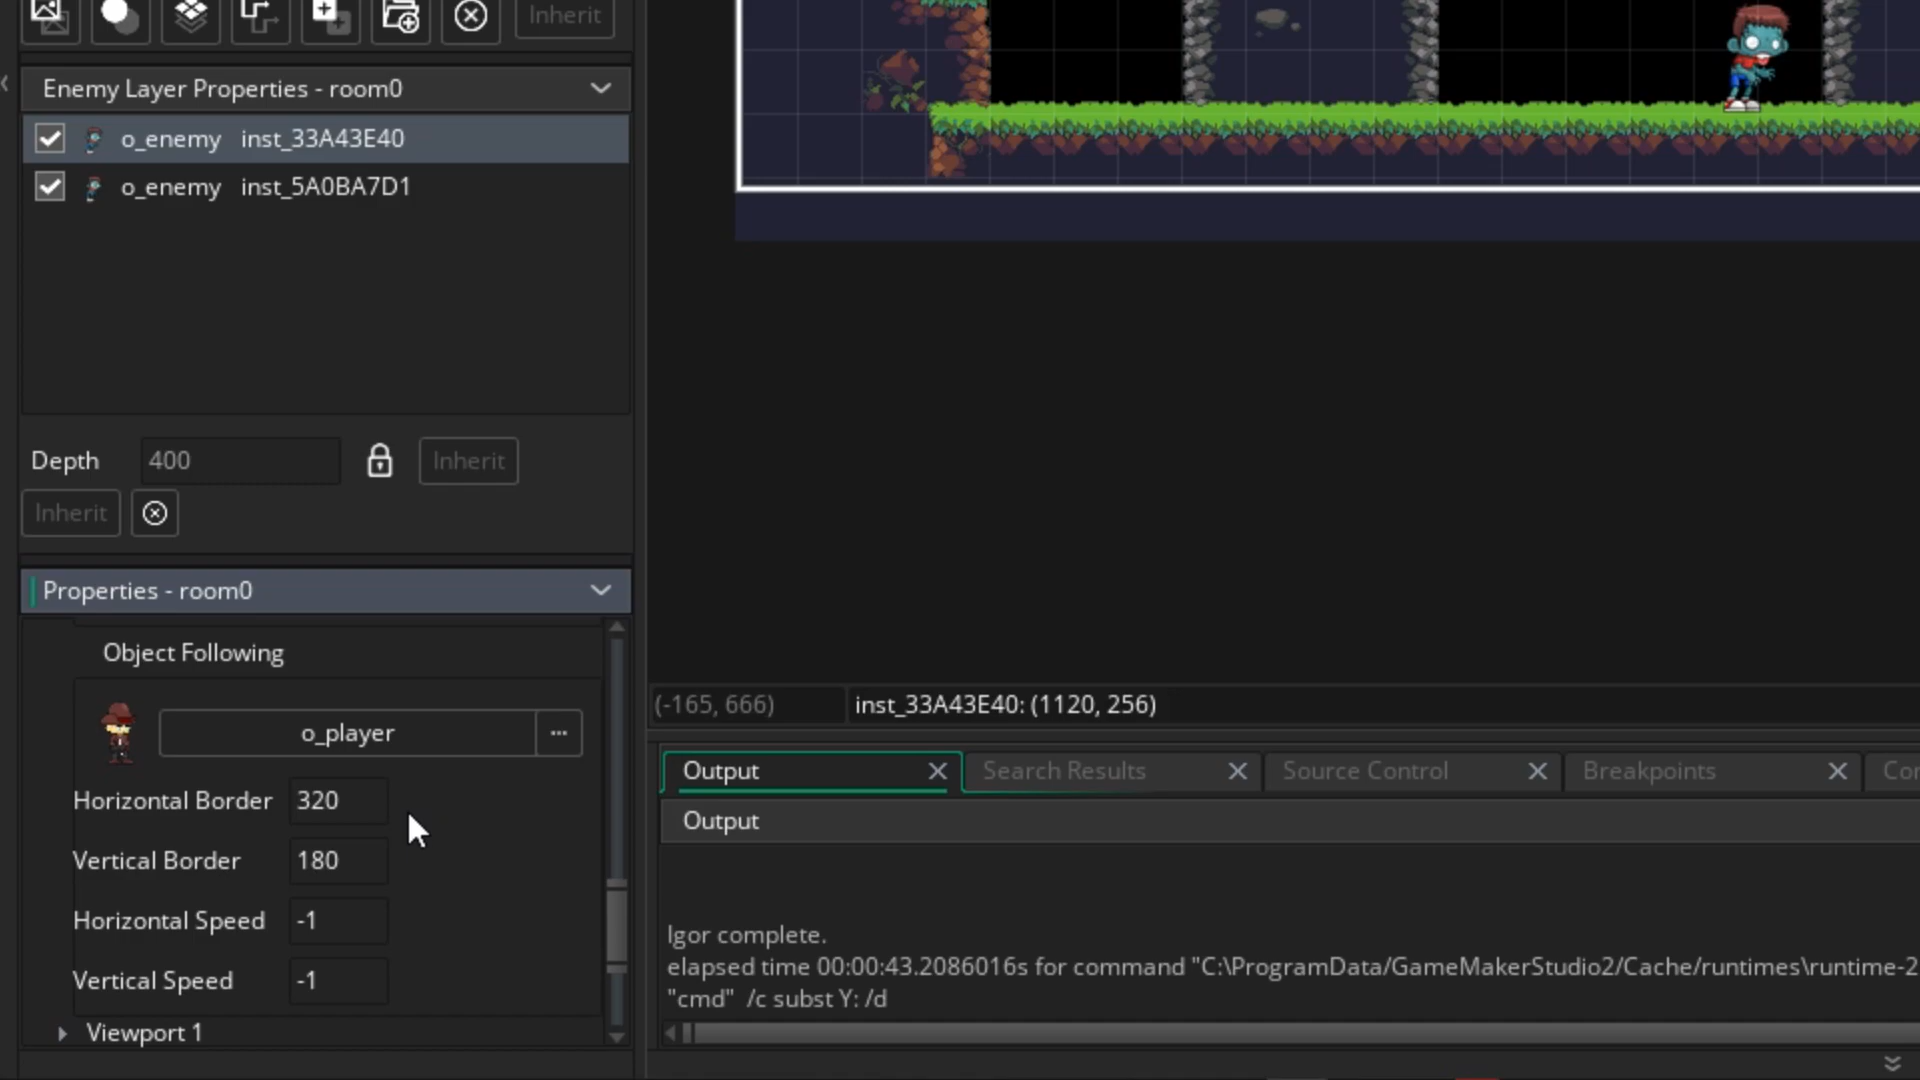 Inherit
Enemy Layer Properties - room0
o_enemy inst_33A43E40
o_enemy inst_5A0BA7D1
Depth 400 Inherit
Inherit
Properties - room0
Object Following
o_player ...
Horizontal Border 320
Vertical Border 180
Horizontal Speed -1
Vertical Speed -1
Viewport 1
(-165, 666) inst_33A43E40: (1120, 256)
Output Search Results Source Control Breakpoints Cor
Output
Igor complete.
elapsed time 00:00:43.2086016s for command "C:\ProgramData/GameMakerStudio2/Cache/runtimes\runtime-2
"cmd" /c subst Y: /d